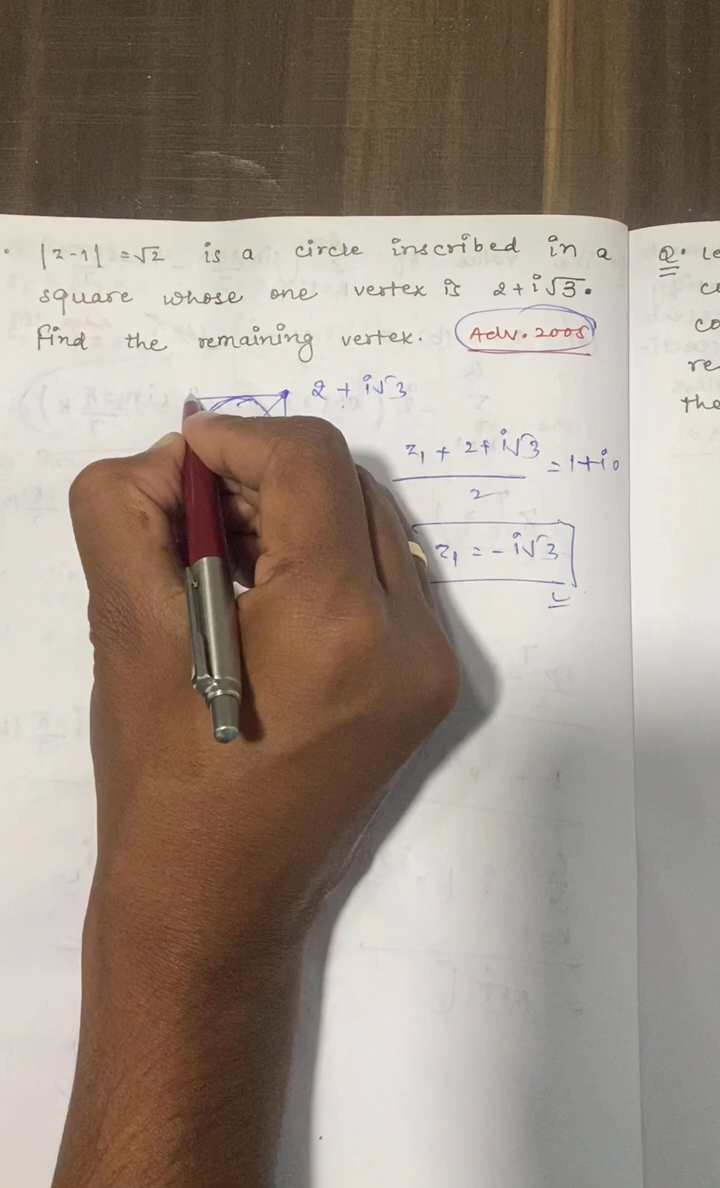 |z-1| = √2 is a circle inscribed in a
square whose one vertex is 2+i√3.
Find the remaining vertex. Adv. 2005
2 + i√3
z₁ + 2 + i√3
2
= 1+i0
z₁ = -i√3
Q. Le
co
re
the